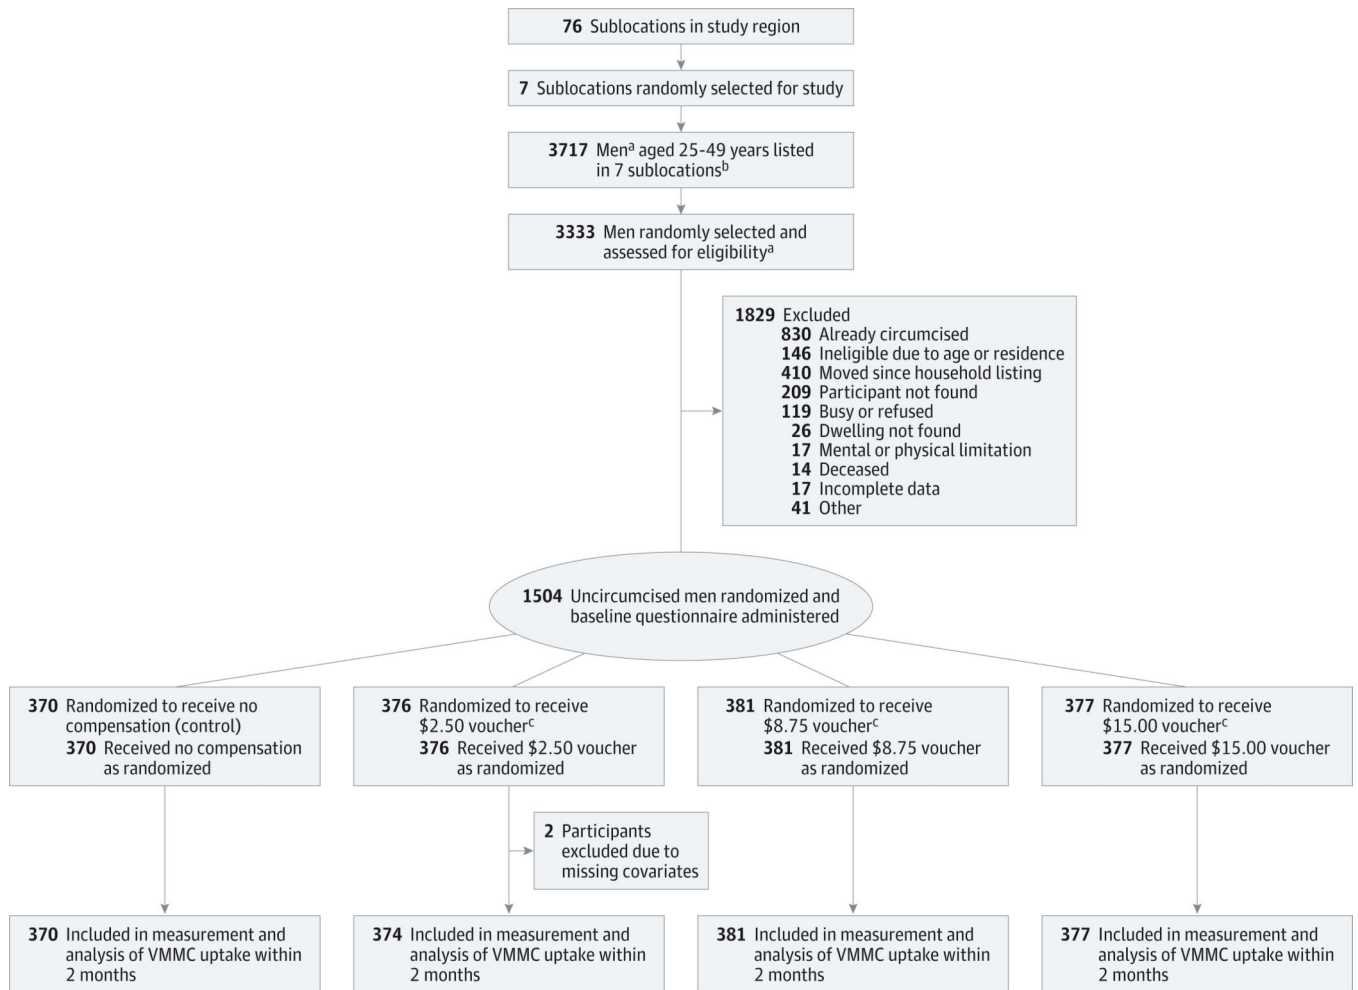 76 Sublocations in study region
7 Sublocations randomly selected for study
3717 Menᵃ aged 25-49 years listed
in 7 sublocationsᵇ
3333 Men randomly selected and
assessed for eligibilityᵃ
1829 Excluded
830 Already circumcised
146 Ineligible due to age or residence
410 Moved since household listing
209 Participant not found
119 Busy or refused
26 Dwelling not found
17 Mental or physical limitation
14 Deceased
17 Incomplete data
41 Other
1504 Uncircumcised men randomized and
baseline questionnaire administered
370 Randomized to receive no
compensation (control)
370 Received no compensation
as randomized
376 Randomized to receive
$2.50 voucherᶜ
376 Received $2.50 voucher
as randomized
381 Randomized to receive
$8.75 voucherᶜ
381 Received $8.75 voucher
as randomized
377 Randomized to receive
$15.00 voucherᶜ
377 Received $15.00 voucher
as randomized
2 Participants
excluded due to
missing covariates
370 Included in measurement and
analysis of VMMC uptake within
2 months
374 Included in measurement and
analysis of VMMC uptake within
2 months
381 Included in measurement and
analysis of VMMC uptake within
2 months
377 Included in measurement and
analysis of VMMC uptake within
2 months